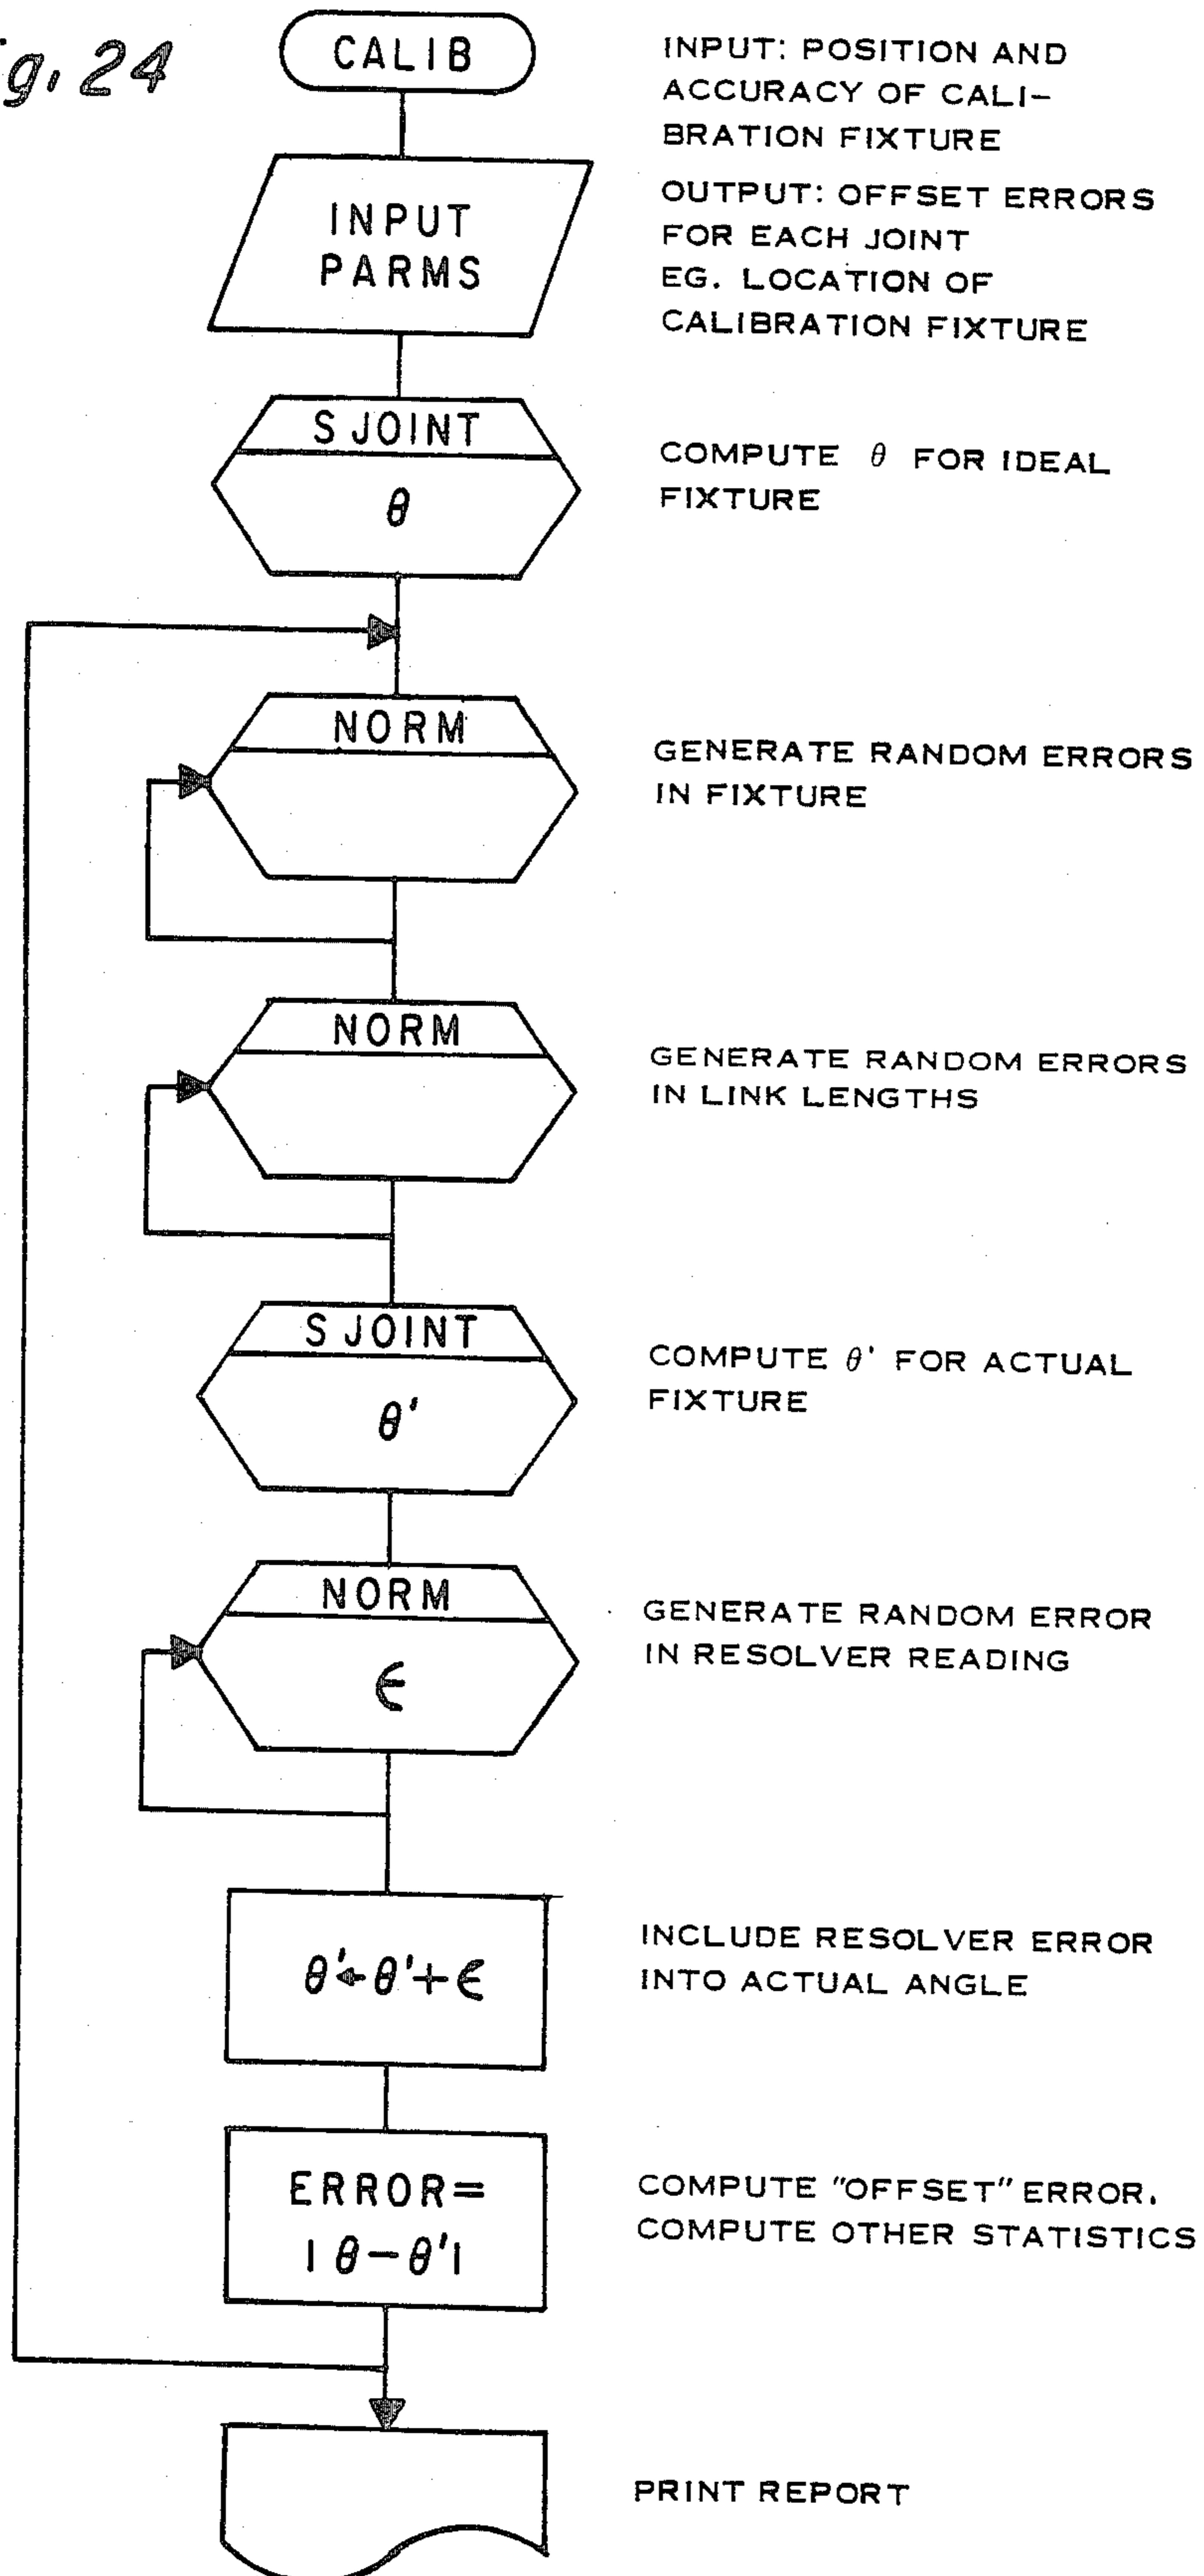 g. 24
CALIB
INPUT: POSITION AND
ACCURACY OF CALI-
BRATION FIXTURE
INPUT
PARMS
OUTPUT: OFFSET ERRORS
FOR EACH JOINT
EG. LOCATION OF
CALIBRATION FIXTURE
S JOINT
θ
COMPUTE θ FOR IDEAL
FIXTURE
NORM
GENERATE RANDOM ERRORS
IN FIXTURE
NORM
GENERATE RANDOM ERRORS
IN LINK LENGTHS
S JOINT
θ'
COMPUTE θ' FOR ACTUAL
FIXTURE
NORM
ϵ
GENERATE RANDOM ERROR
IN RESOLVER READING
θ'←θ'+ϵ
INCLUDE RESOLVER ERROR
INTO ACTUAL ANGLE
ERROR=
|θ-θ'|
COMPUTE "OFFSET" ERROR.
COMPUTE OTHER STATISTICS
PRINT REPORT